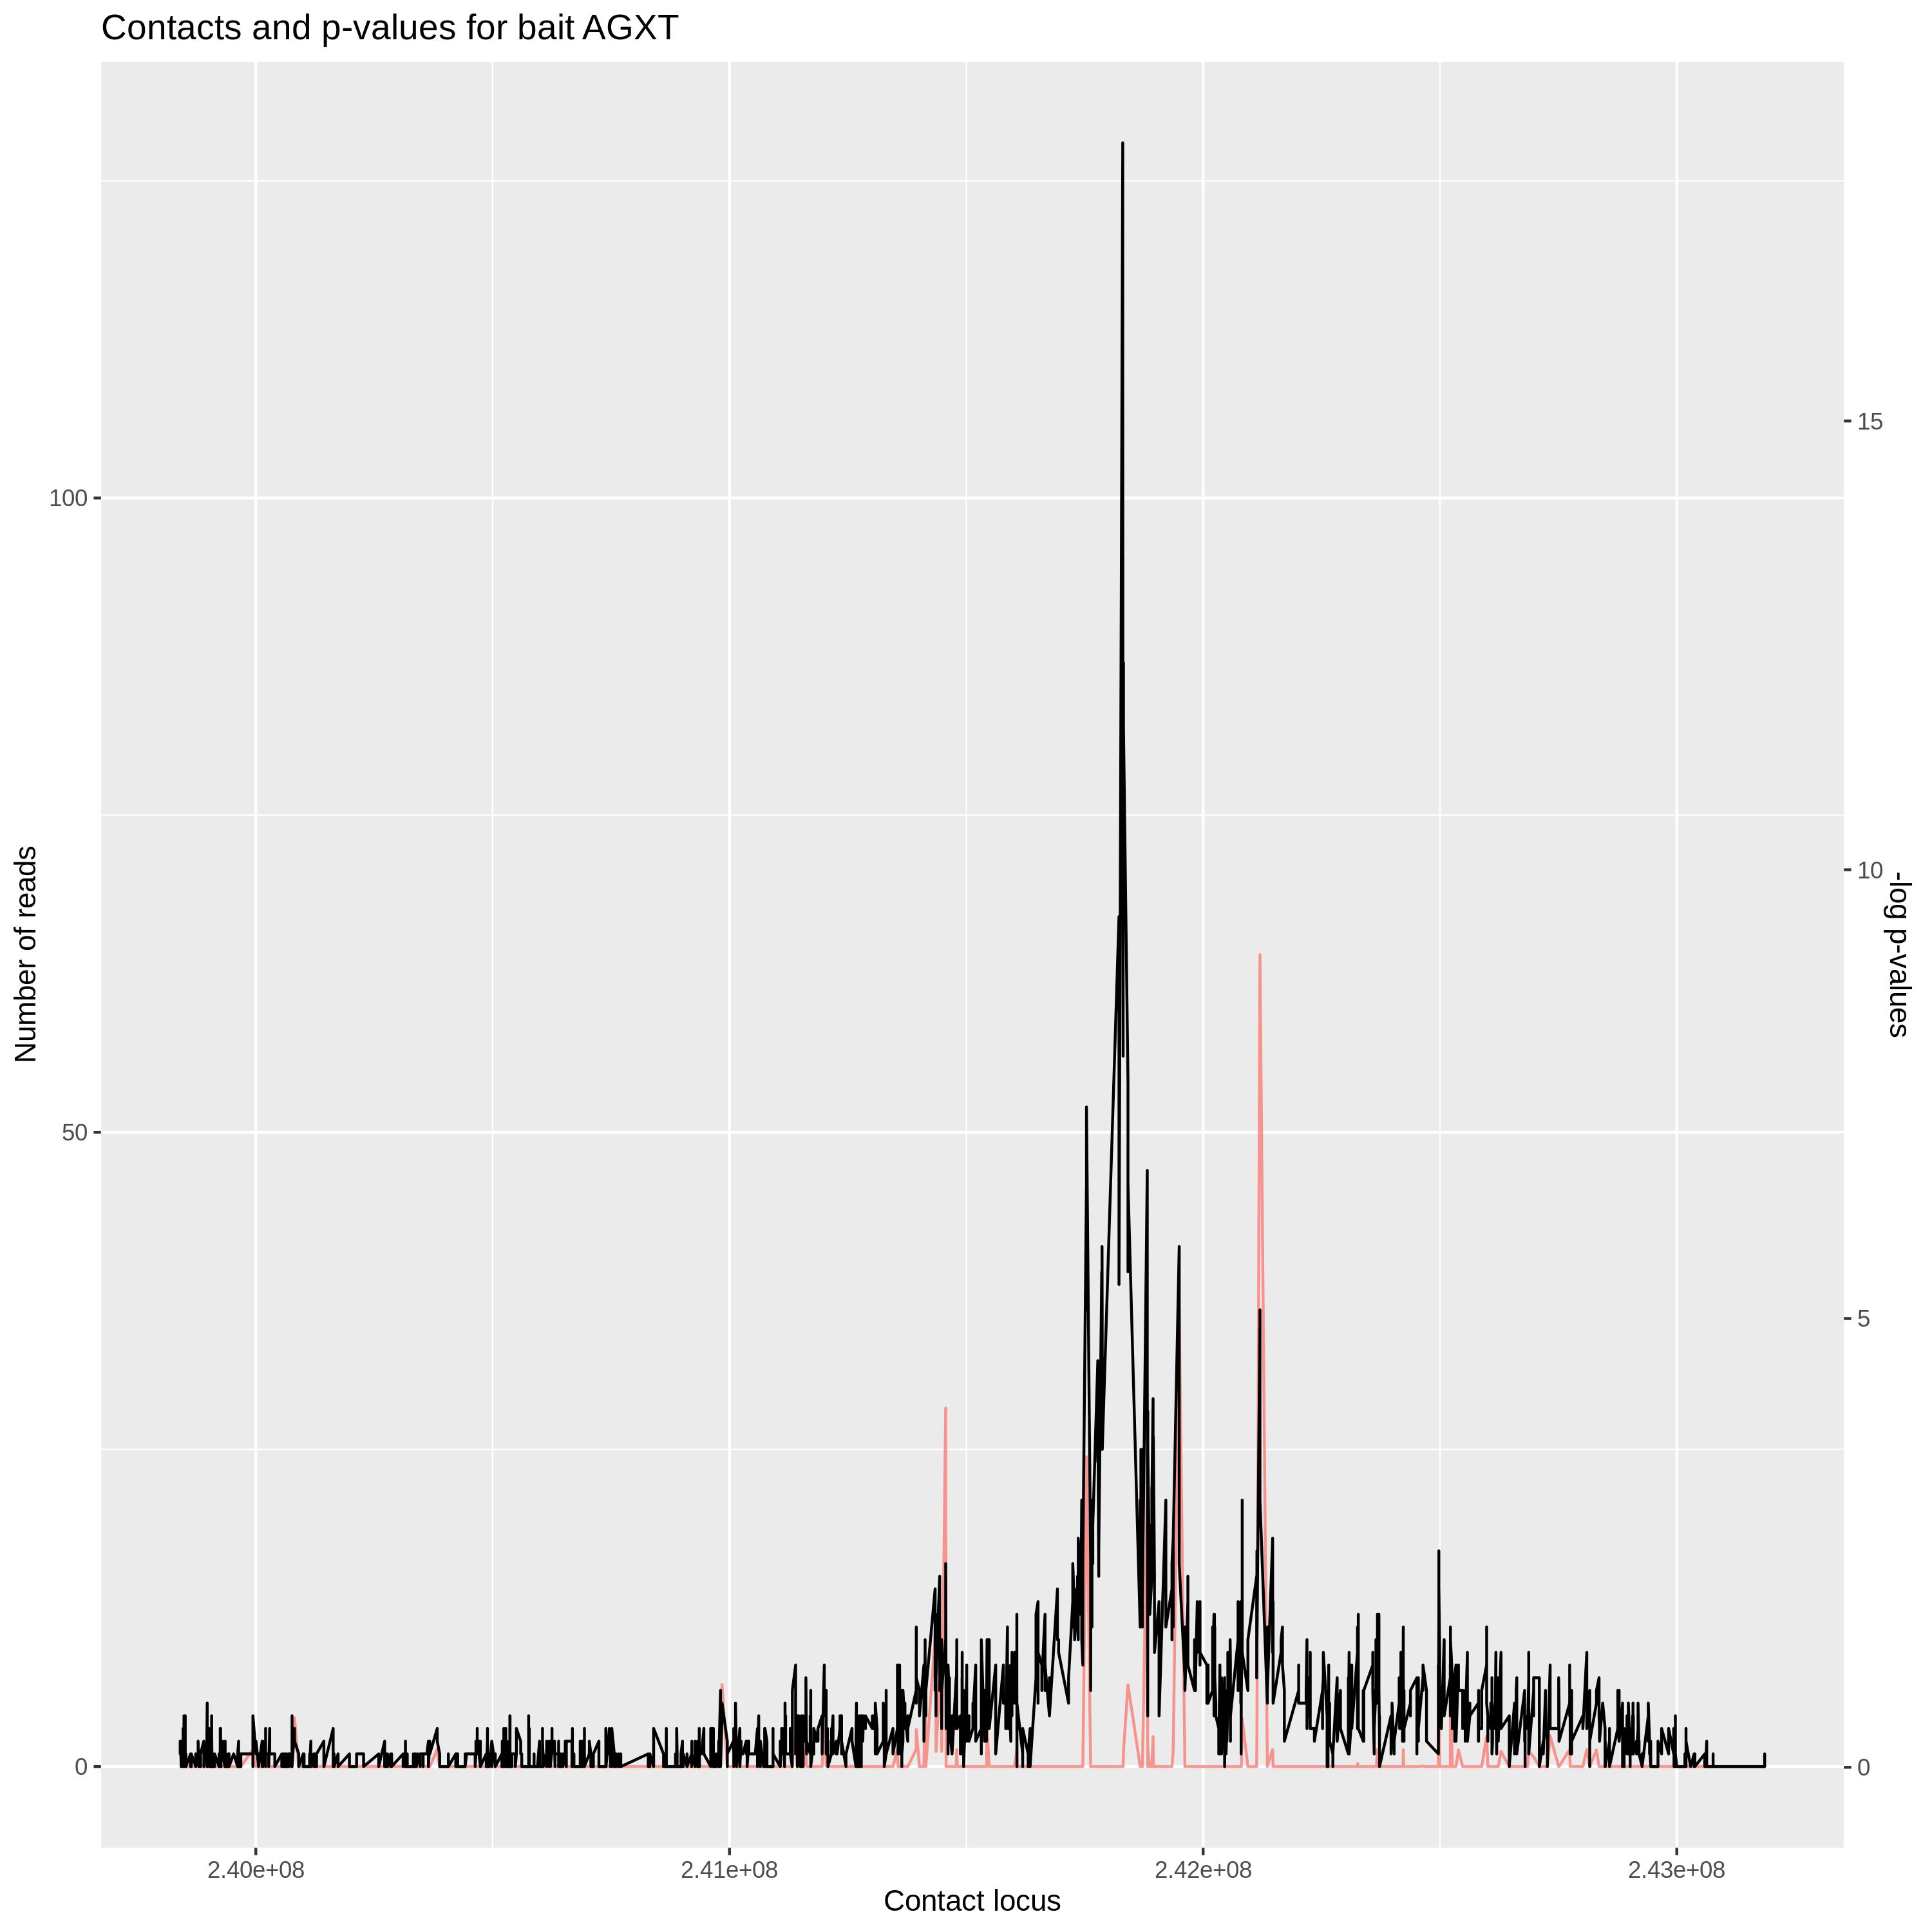 Contacts and p-values for bait AGXT
Number of reads
100
50
0
15
10
5
0
-log p-values
2.40e+08
2.41e+08
2.42e+08
2.43e+08
Contact locus